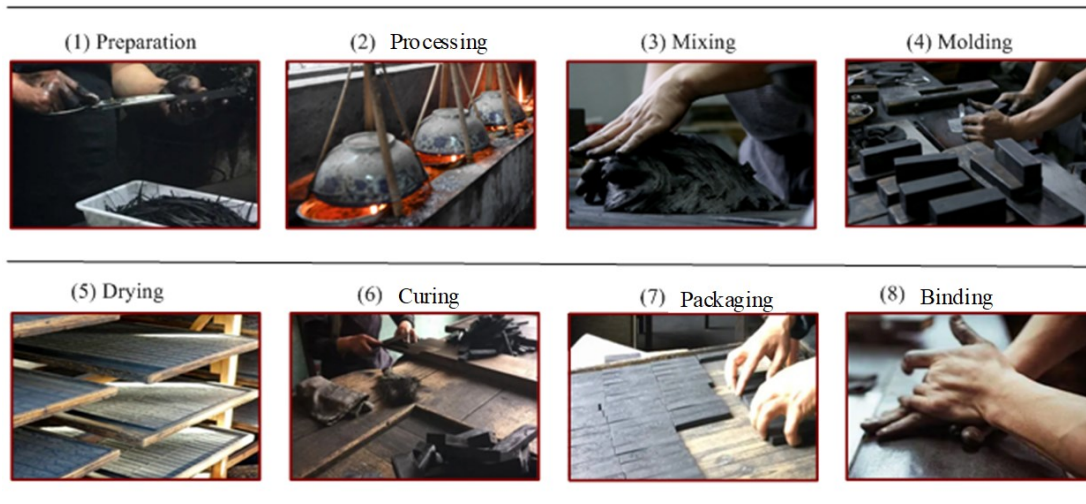 (1) Preparation
(2) Processing
(3) Mixing
(4) Molding
(5) Drying
(6) Curing
(7) Packaging
(8) Binding